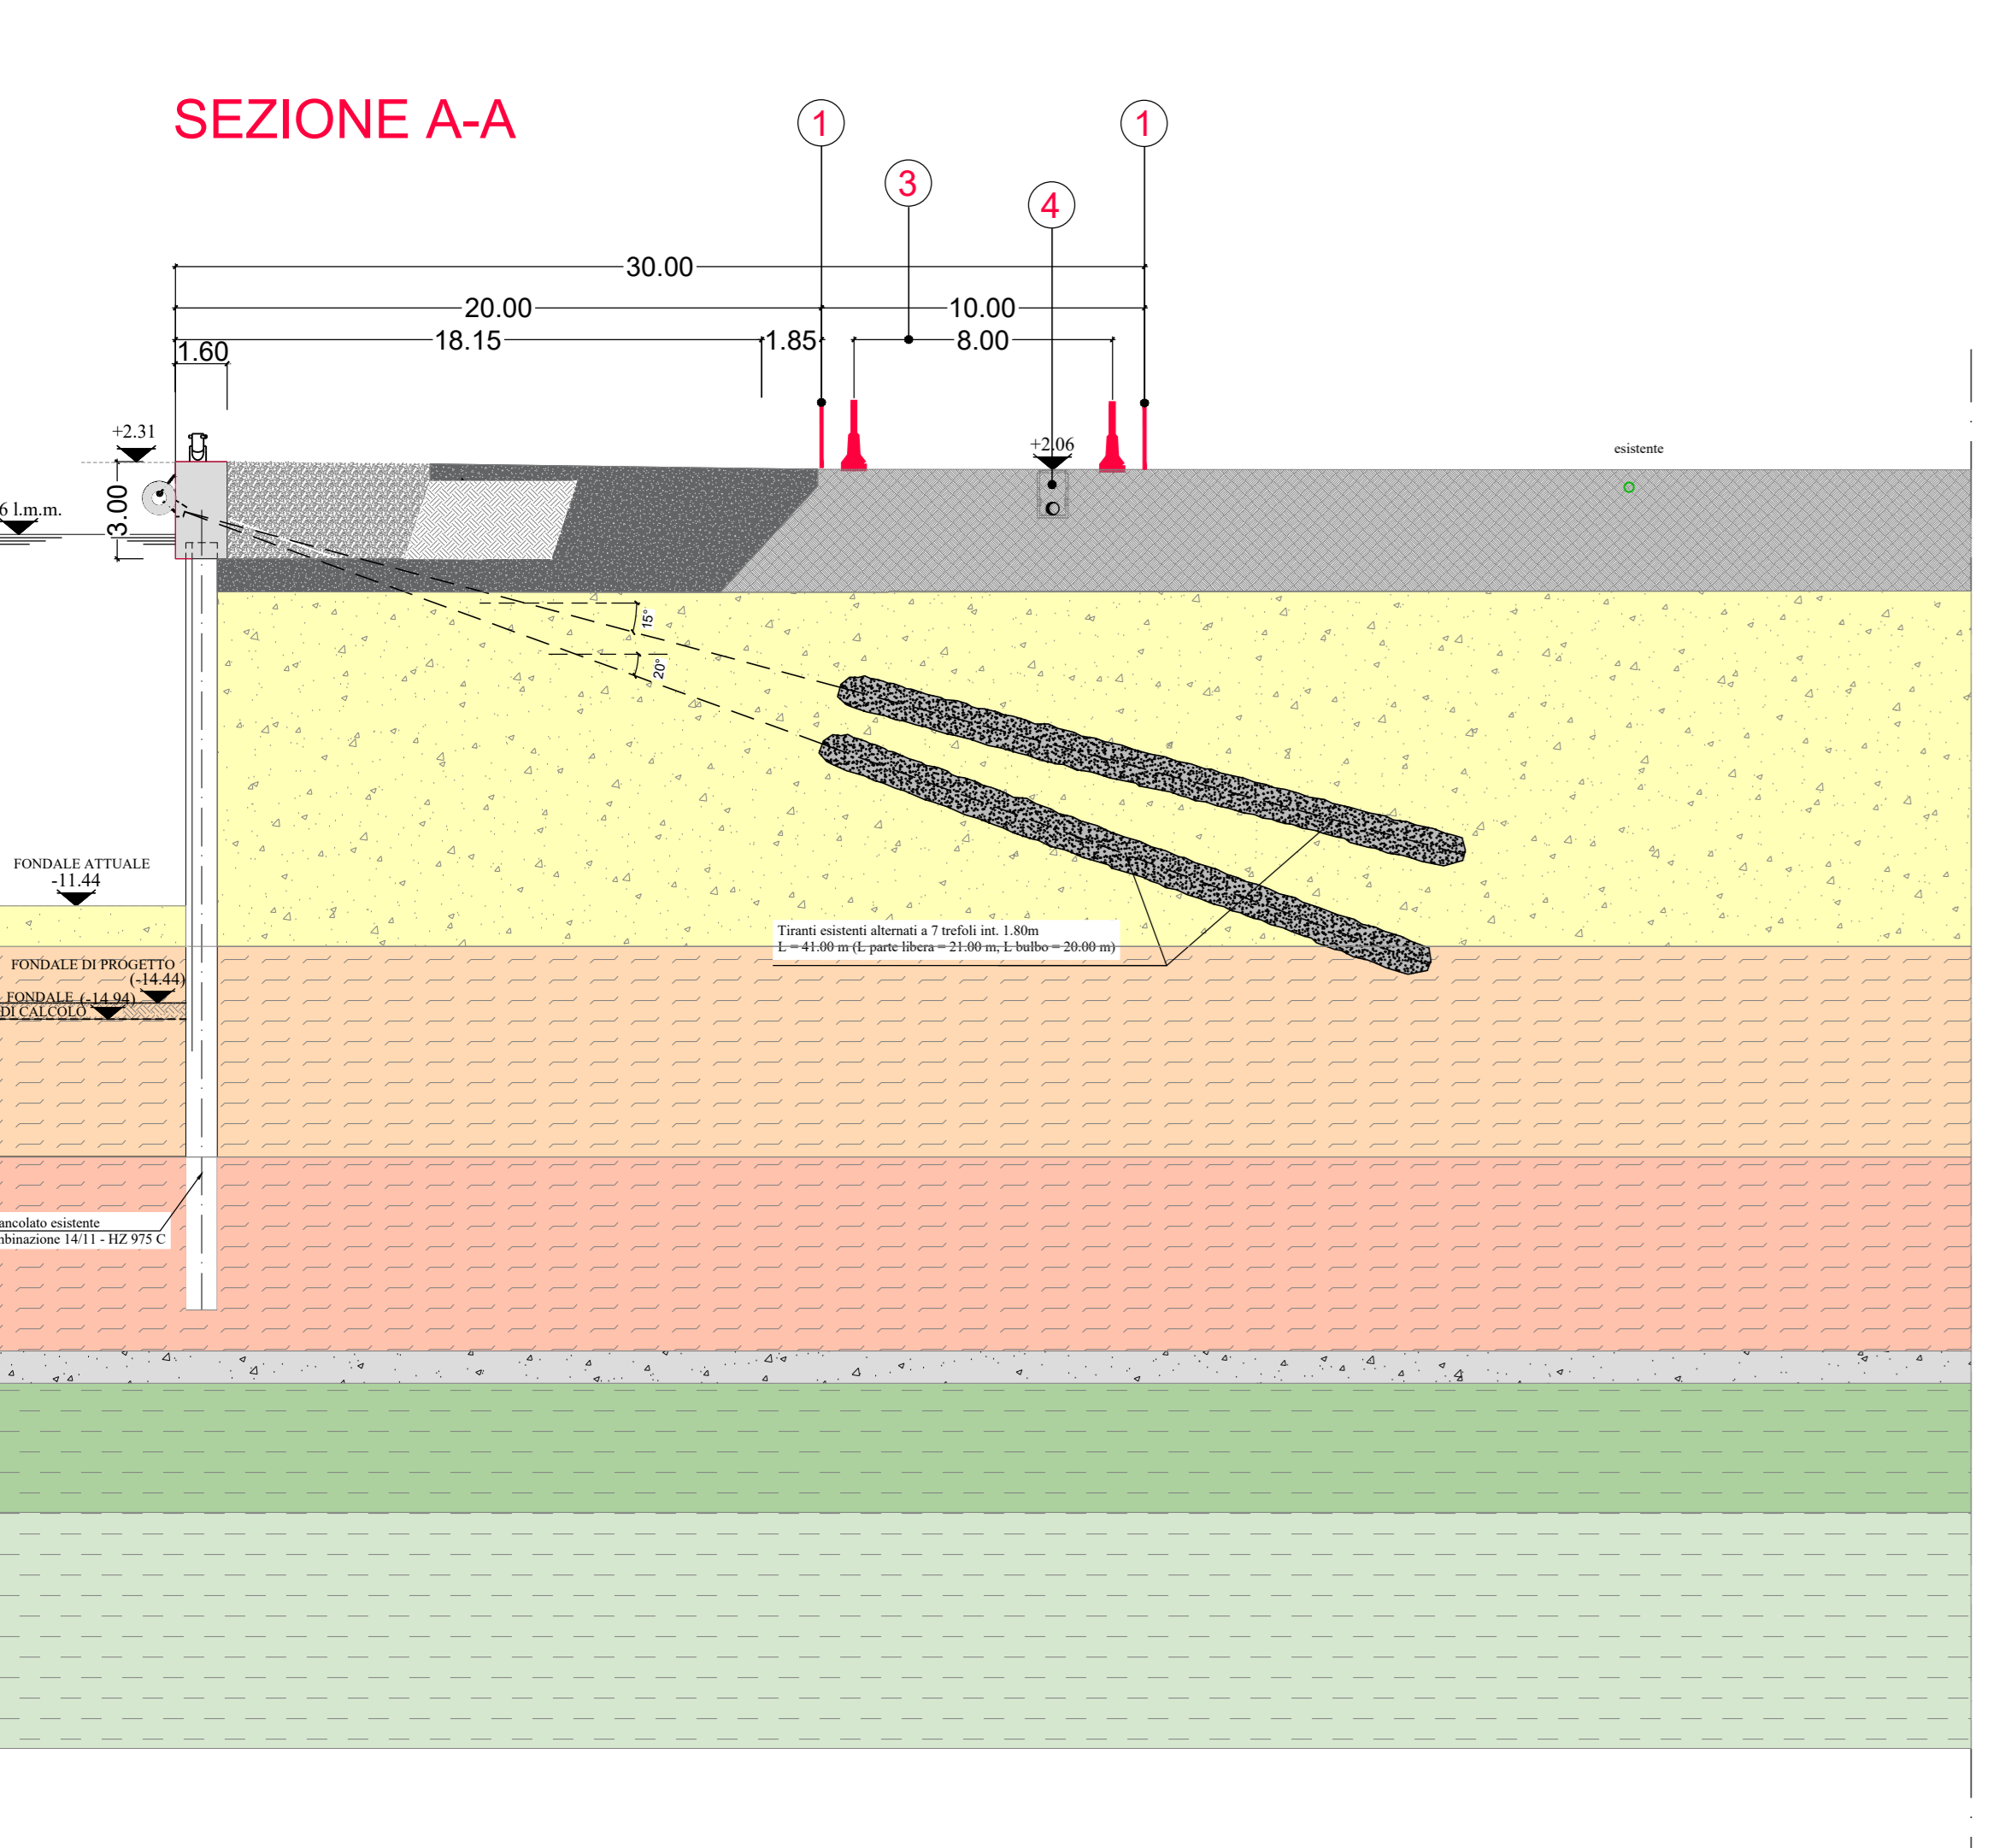 SEZIONE A-A
1
1
3
4
30.00
20.00
10.00
18.15
1.85
8.00
1.60
+2.31
+2.06
esistente
3.00
6 l.m.m.
15°
20°
FONDALE ATTUALE
-11.44
Tiranti esistenti alternati a 7 trefoli int. 1.80m
L = 41.00 m (L parte libera = 21.00 m, L bulbo = 20.00 m)
FONDALE DI PROGETTO
(-14.44)
FONDALE (-14.94)
DI CALCOLO
ancolato esistente
mbinazione 14/11 - HZ 975 C